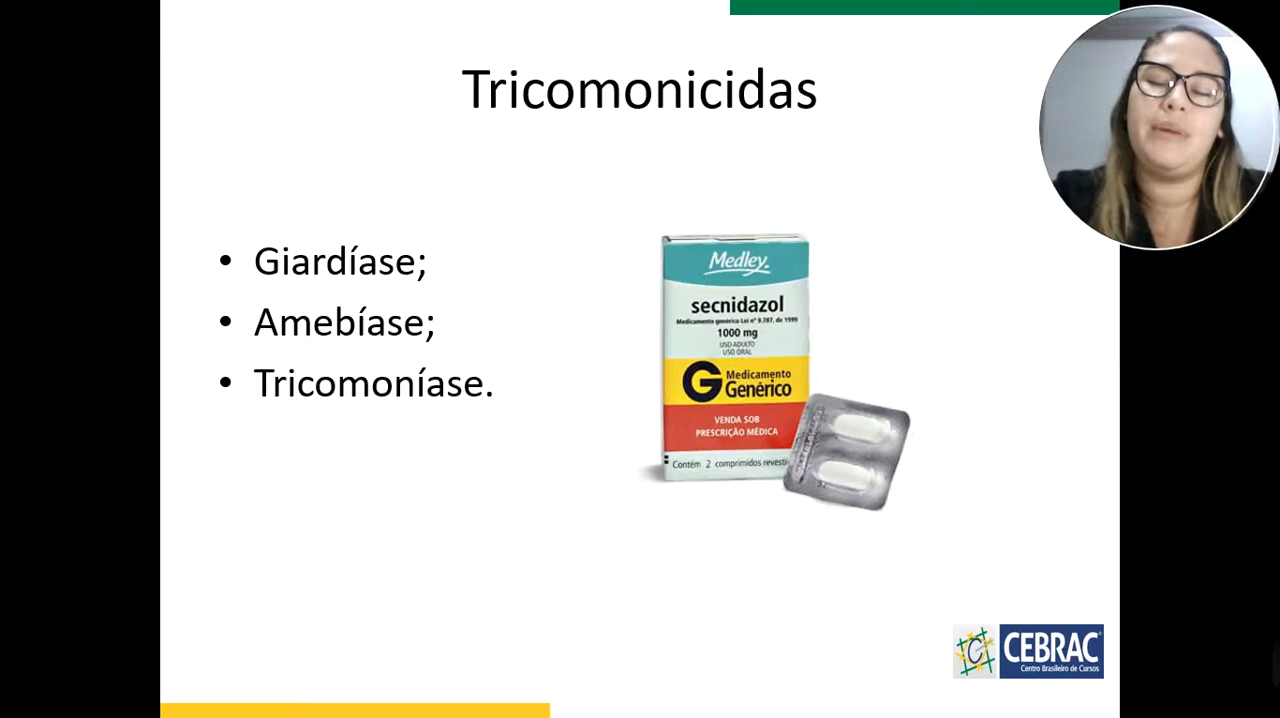 Tricomonicidas
• Giardíase;
• Amebíase;
• Tricomoníase.
Medley
secnidazol
Medicamento genérico Lei nº 9.787, de 1999
1000 mg
USO ADULTO
USO ORAL
G Medicamento
Genérico
VENDA SOB
PRESCRIÇÃO MÉDICA
Contém 2 comprimidos revesti
CEBRAC
Centro Brasileiro de Cursos